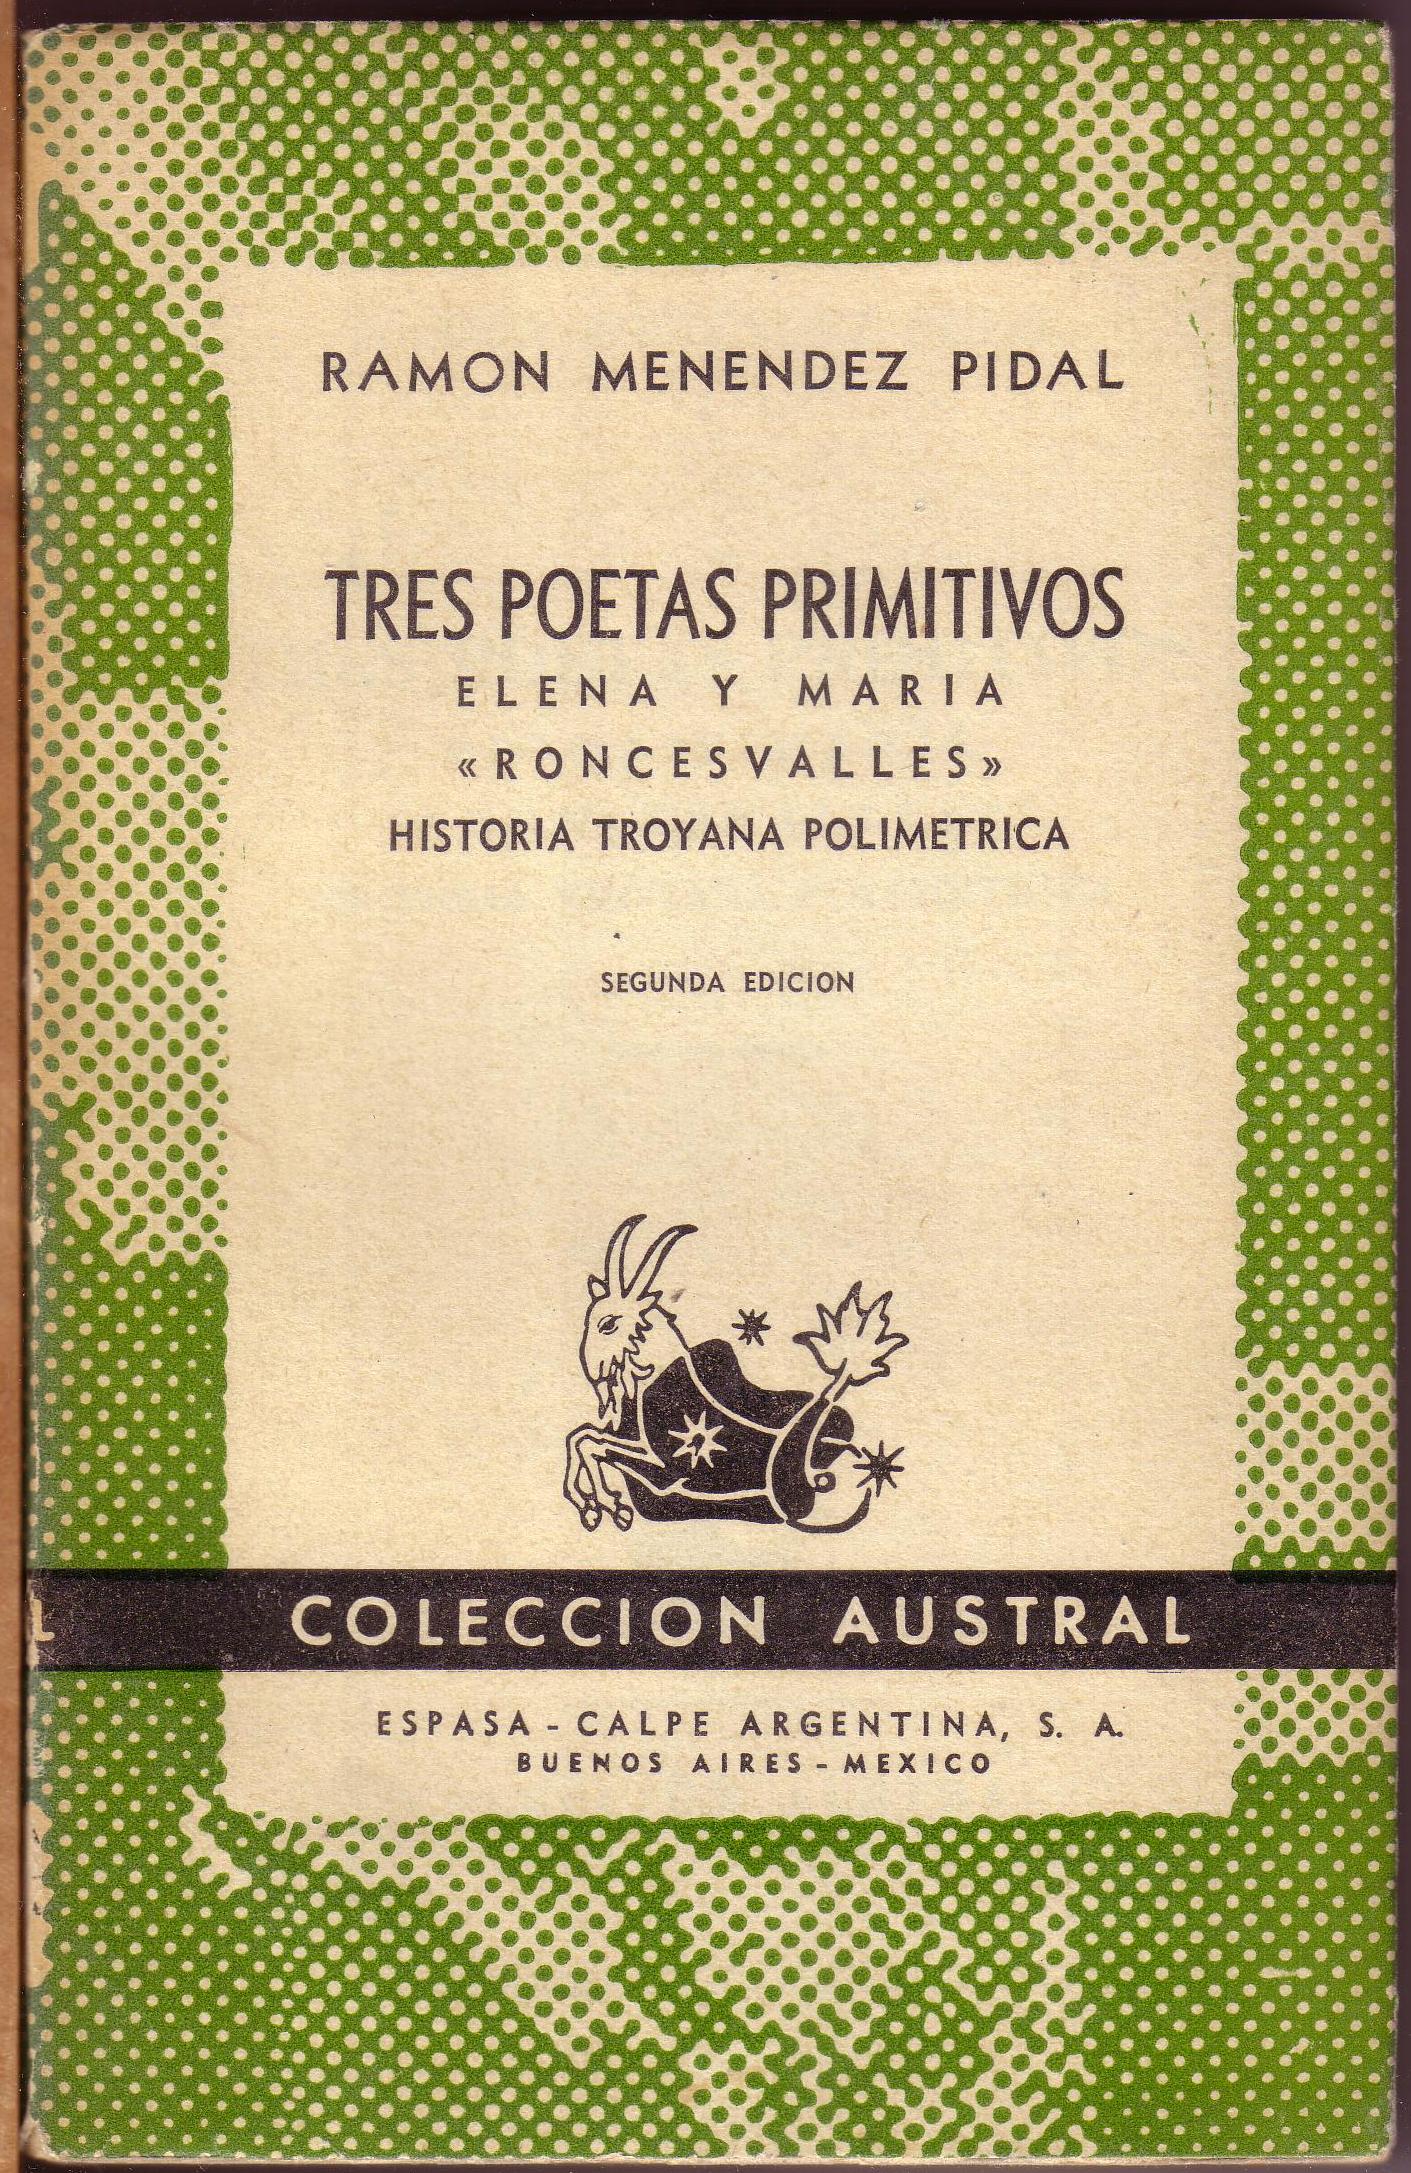 RAMON MENENDEZ PIDAL
TRES POETAS PRIMITIVOS
ELENA Y MARIA
«RONCESVALLES»
HISTORIA TROYANA POLIMETRICA
SEGUNDA EDICION
L
COLECCION AUSTRAL
ESPASA - CALPE ARGENTINA, S. A.
BUENOS AIRES - MEXICO